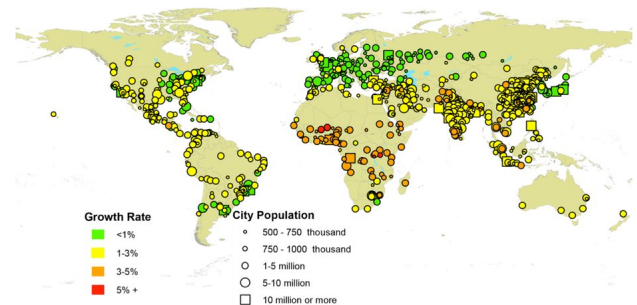 Growth Rate
<1%
1-3%
3-5%
5% +
City Population
500 - 750 thousand
750 - 1000 thousand
1-5 million
5-10 million
10 million or more